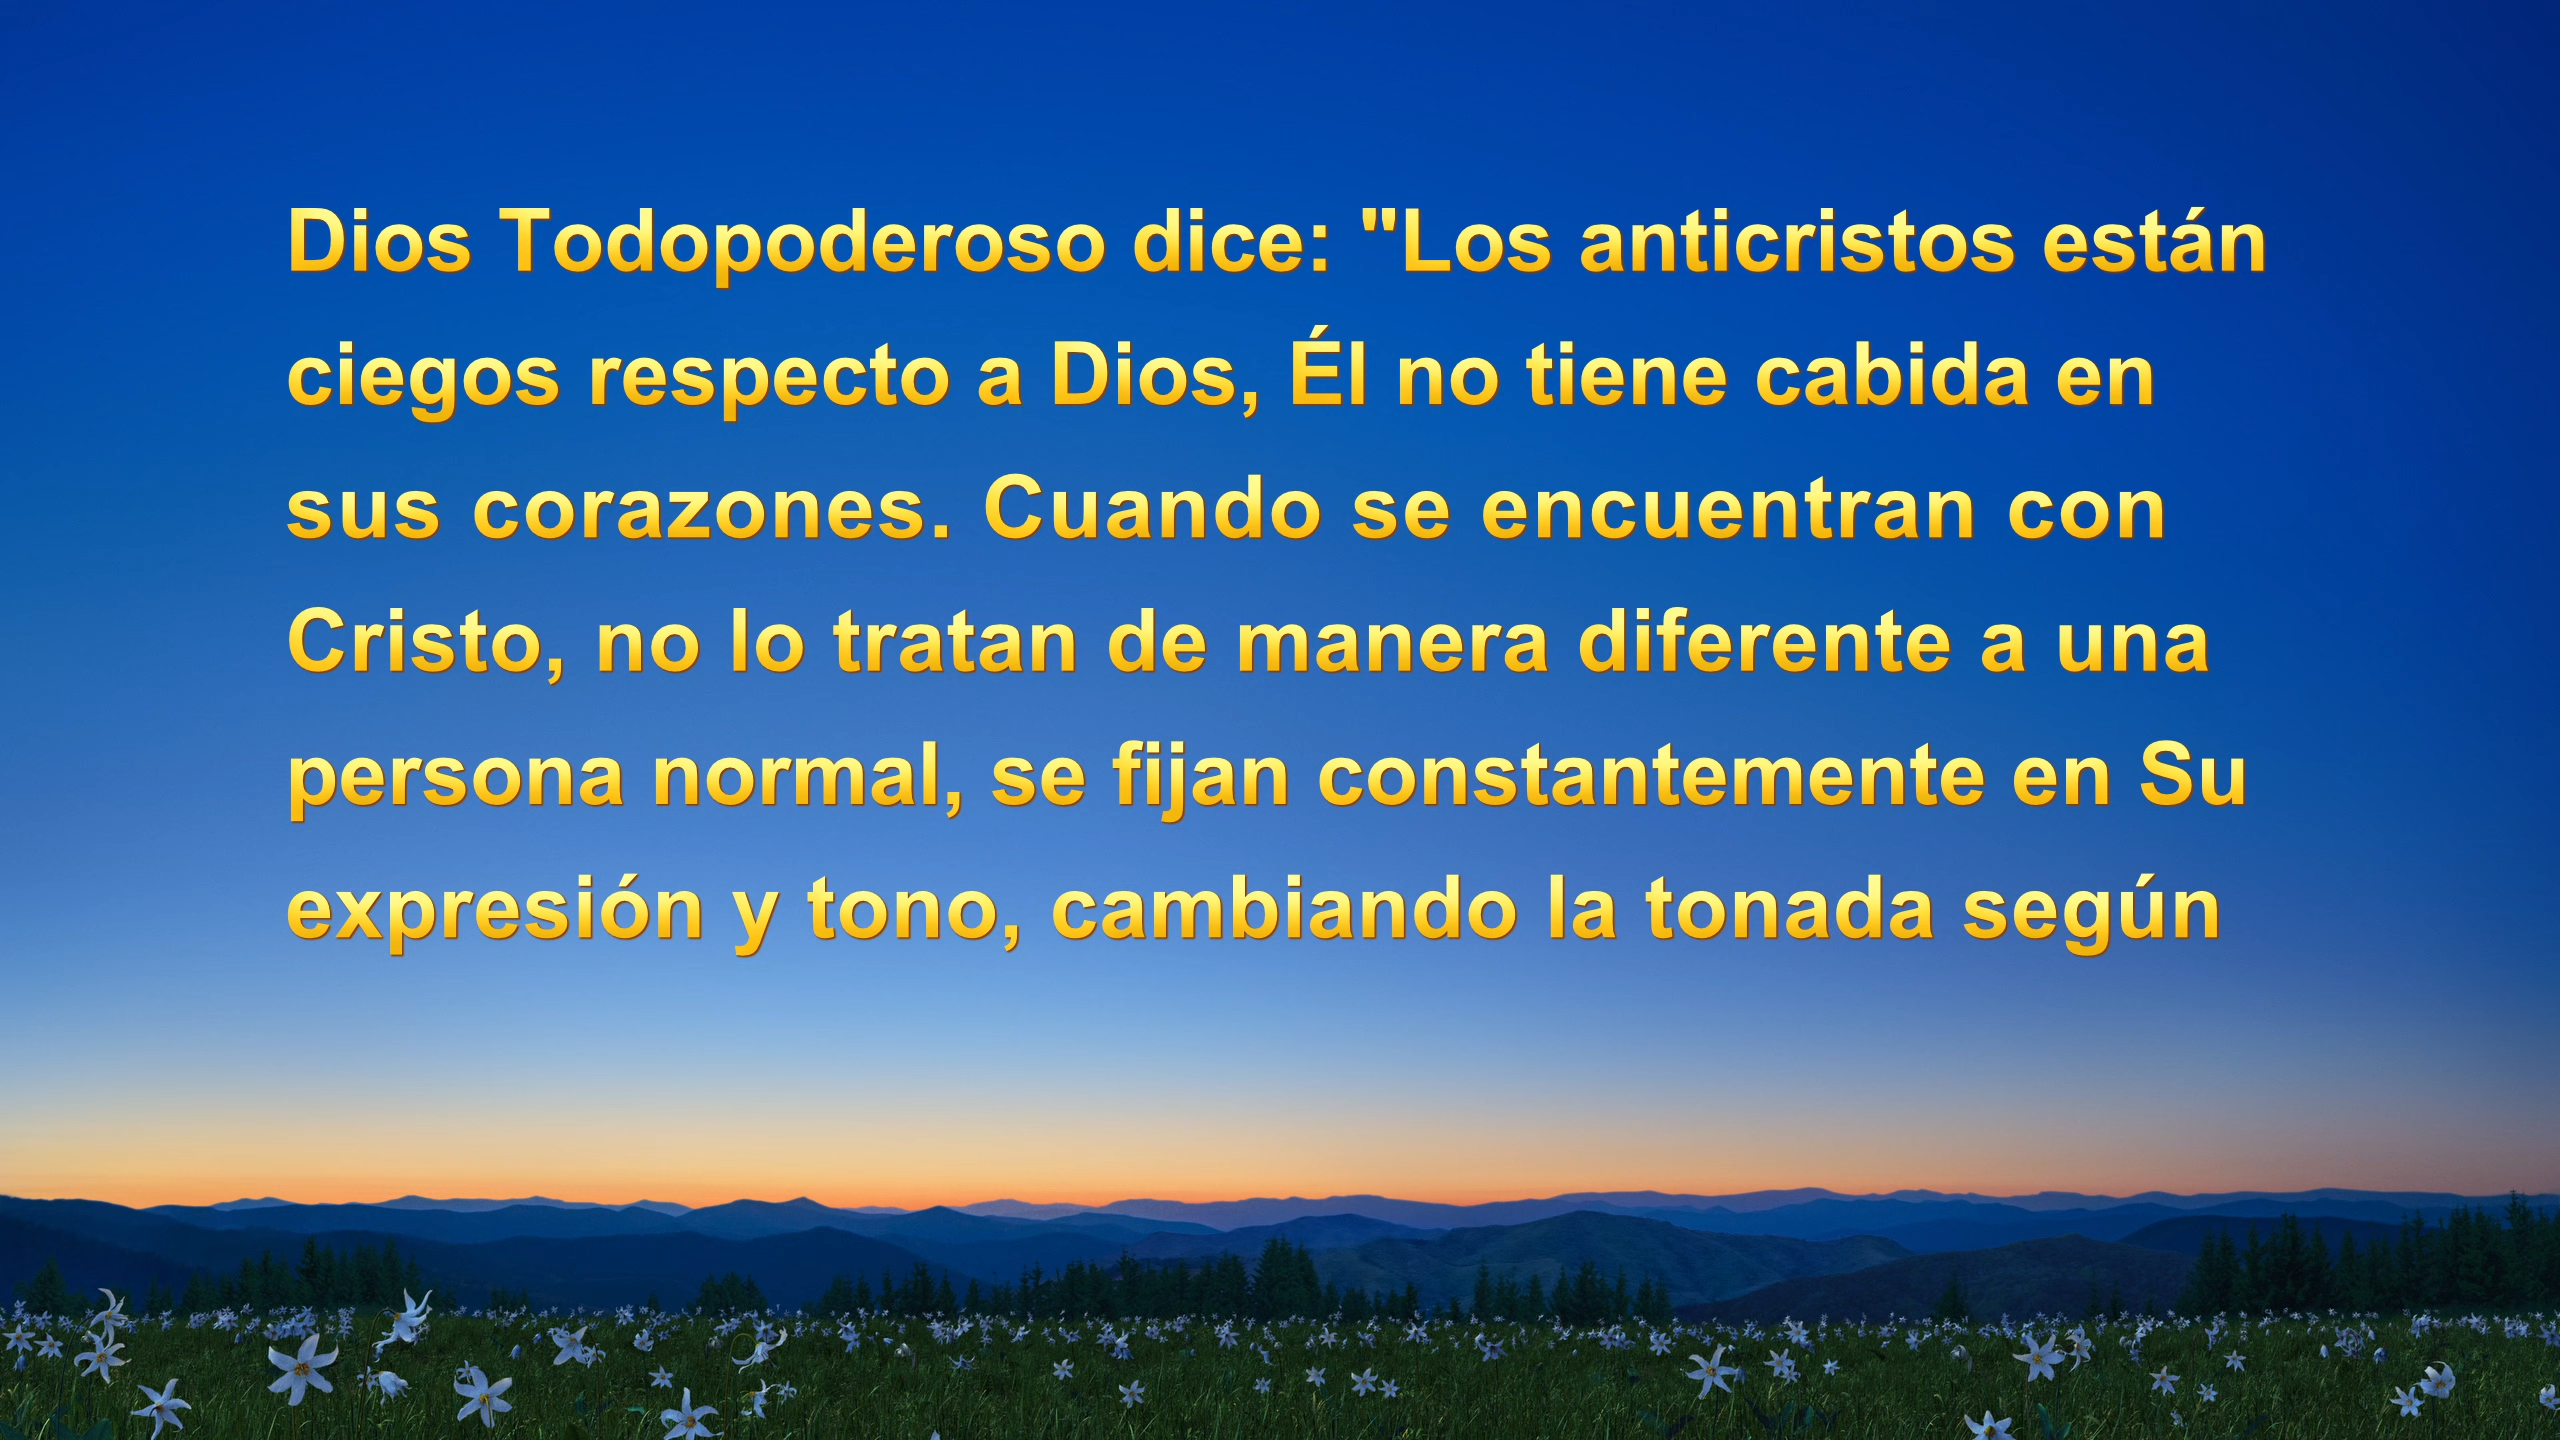 Dios Todopoderoso dice: "Los anticristos están
ciegos respecto a Dios, Él no tiene cabida en
sus corazones. Cuando se encuentran con
Cristo, no lo tratan de manera diferente a una
persona normal, se fijan constantemente en Su
expresión y tono, cambiando la tonada según